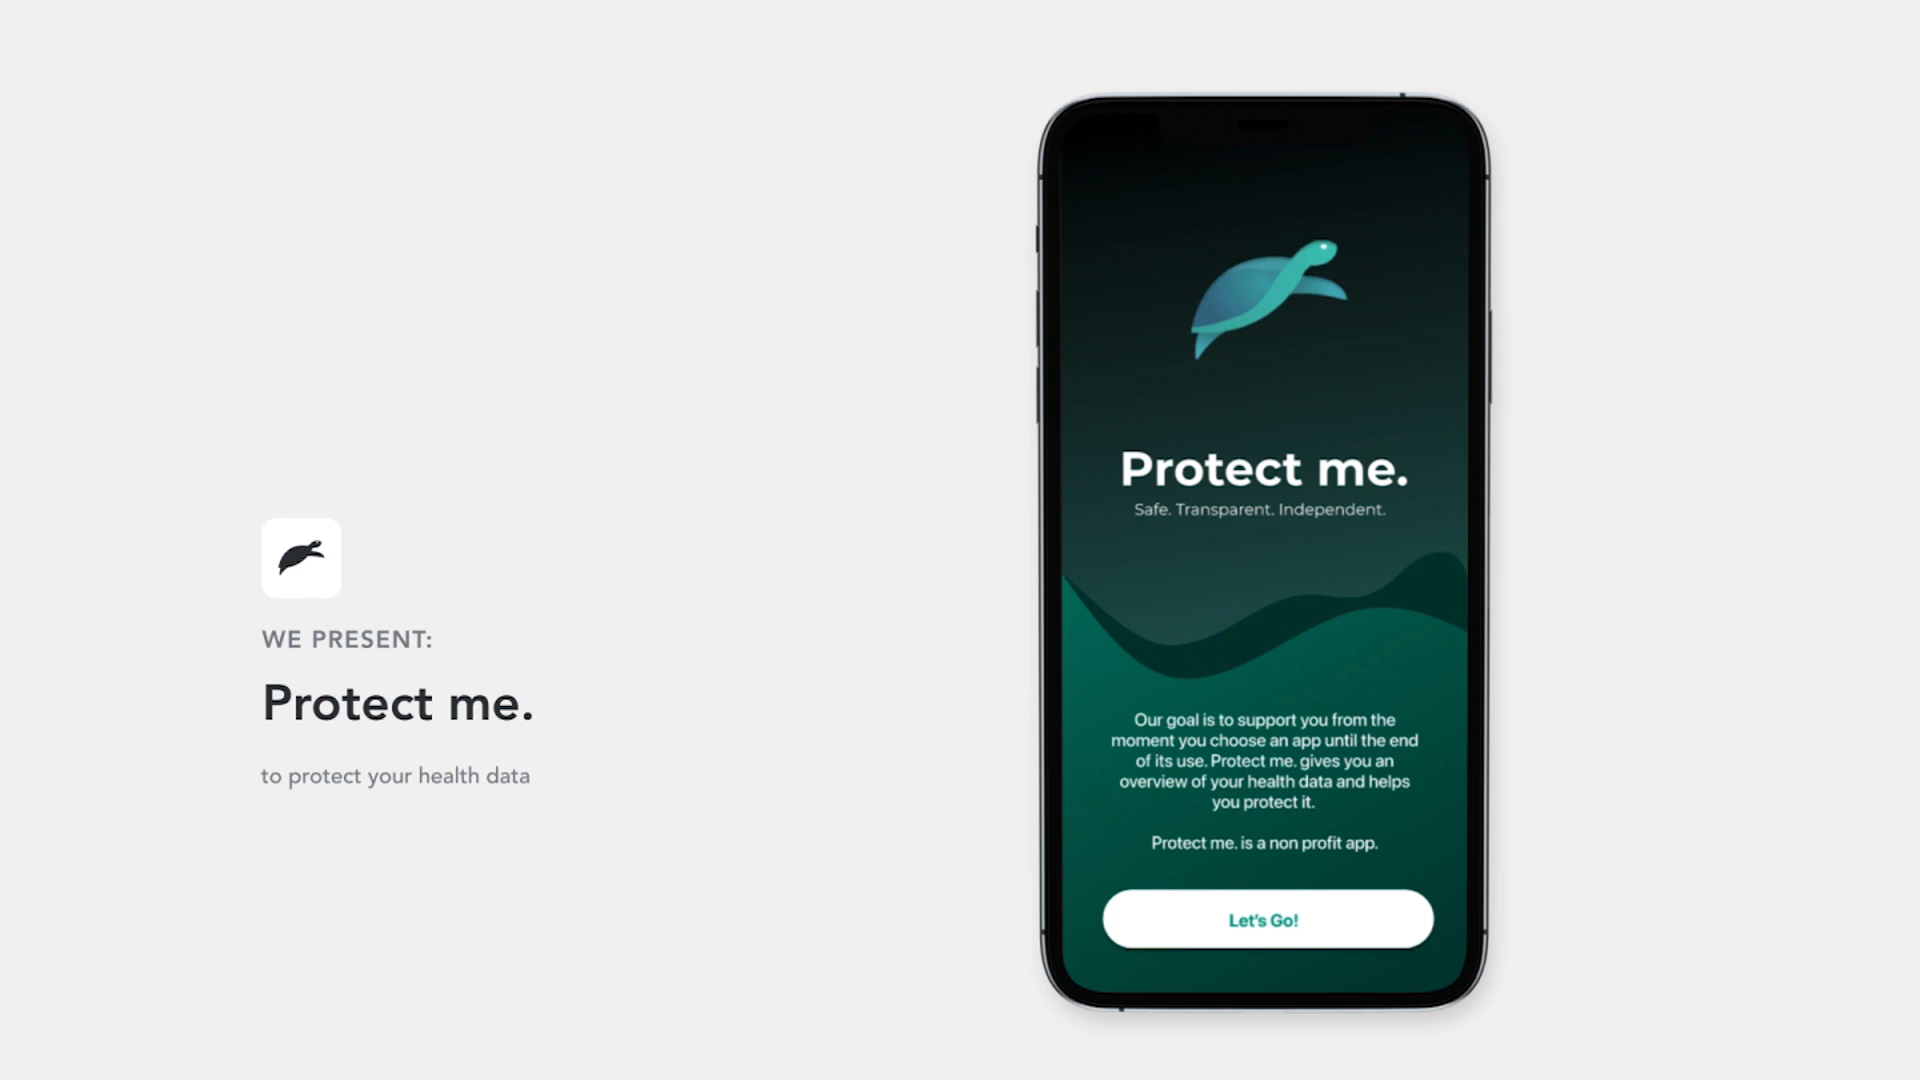 WE PRESENT:
Protect me.
to protect your health data
Protect me.
Safe. Transparent. Independent.
Our goal is to support you from the
moment you choose an app until the end
of its use. Protect me. gives you an
overview of your health data and helps
you protect it.
Protect me. is a non profit app.
Let's Go!